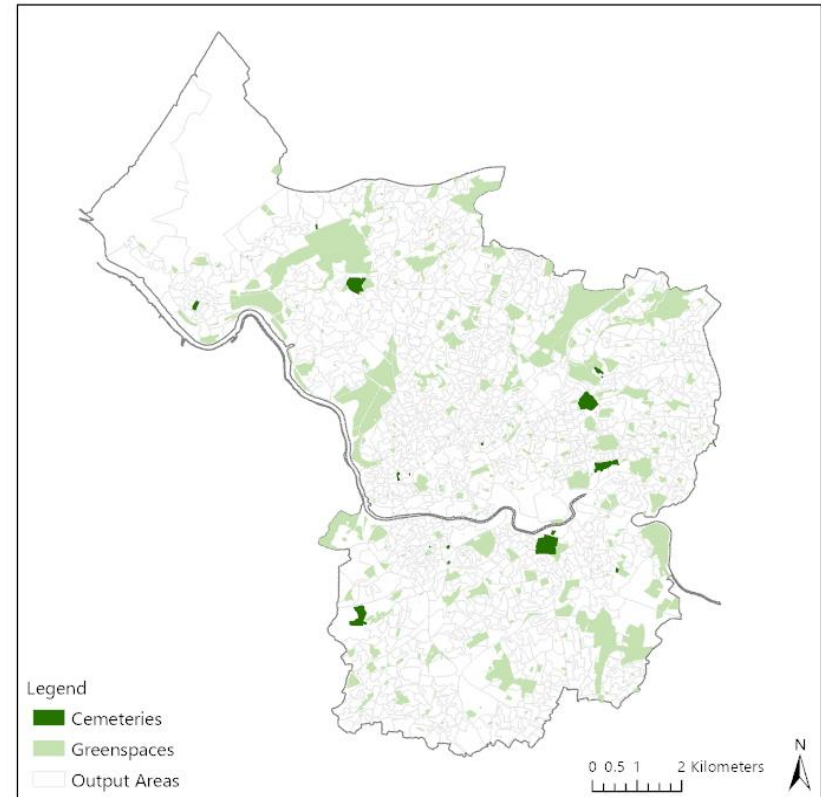 Legend
Cemeteries
Greenspaces
Output Areas
0 0.5 1 2 Kilometers
N